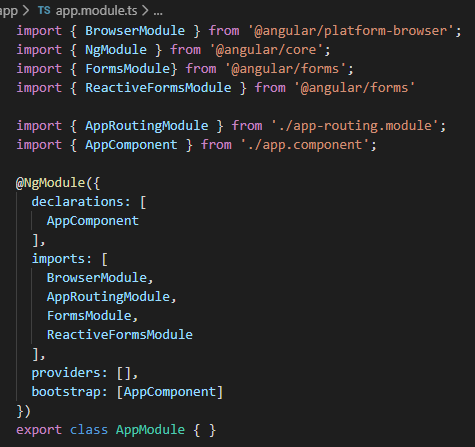 app > TS app.module.ts > ...
import { BrowserModule } from '@angular/platform-browser';
import { NgModule } from '@angular/core';
import { FormsModule} from '@angular/forms';
import { ReactiveFormsModule } from '@angular/forms'
import { AppRoutingModule } from './app-routing.module';
import { AppComponent } from './app.component';
@NgModule({
  declarations: [
    AppComponent
  ],
  imports: [
    BrowserModule,
    AppRoutingModule,
    FormsModule,
    ReactiveFormsModule
  ],
  providers: [],
  bootstrap: [AppComponent]
})
export class AppModule { }